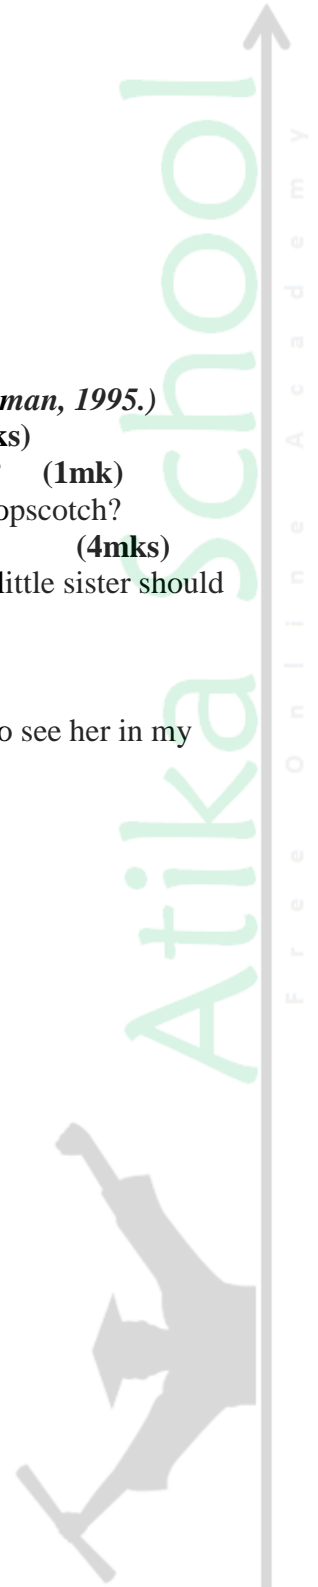 man, 1995.)
ks)
(1mk)
opscotch?
(4mks)
little sister should
o see her in my
Atika School
Free Online Academy